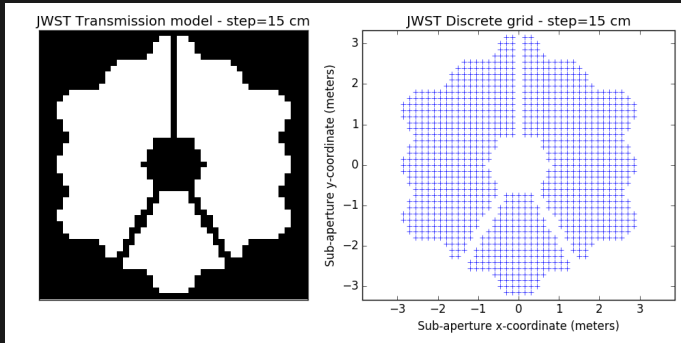 JWST Transmission model - step=15 cm
JWST Discrete grid - step=15 cm
Sub-aperture y-coordinate (meters)
3
2
1
0
−1
−2
−3
−3 −2 −1 0 1 2 3
Sub-aperture x-coordinate (meters)